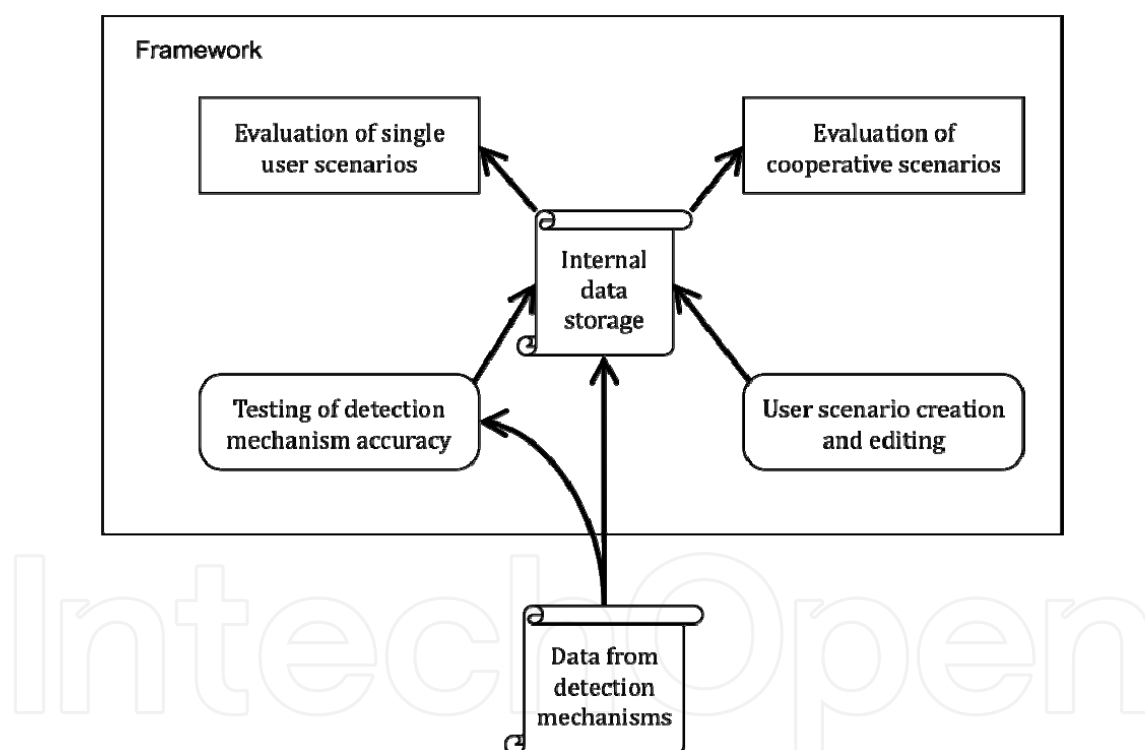 Framework
Evaluation of single
user scenarios
Evaluation of
cooperative scenarios
Internal
data
storage
Testing of detection
mechanism accuracy
User scenario creation
and editing
IntechOpen
Data from
detection
mechanisms